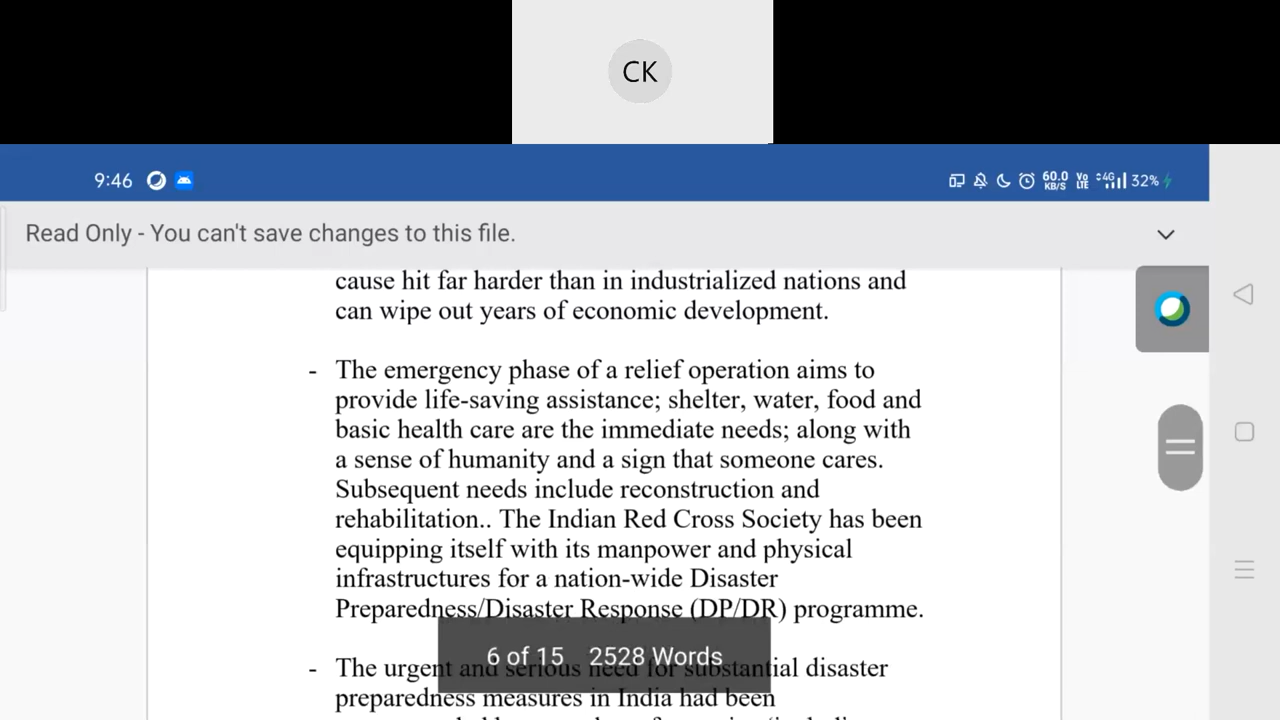 CK
9:46 60.0 KB/S Vo LTE 4G 32%
Read Only - You can't save changes to this file.
cause hit far harder than in industrialized nations and
can wipe out years of economic development.
- The emergency phase of a relief operation aims to
provide life-saving assistance; shelter, water, food and
basic health care are the immediate needs; along with
a sense of humanity and a sign that someone cares.
Subsequent needs include reconstruction and
rehabilitation.. The Indian Red Cross Society has been
equipping itself with its manpower and physical
infrastructures for a nation-wide Disaster
Preparedness/Disaster Response (DP/DR) programme.
6 of 15 2528 Words
- The urgent and serious need for substantial disaster
preparedness measures in India had been